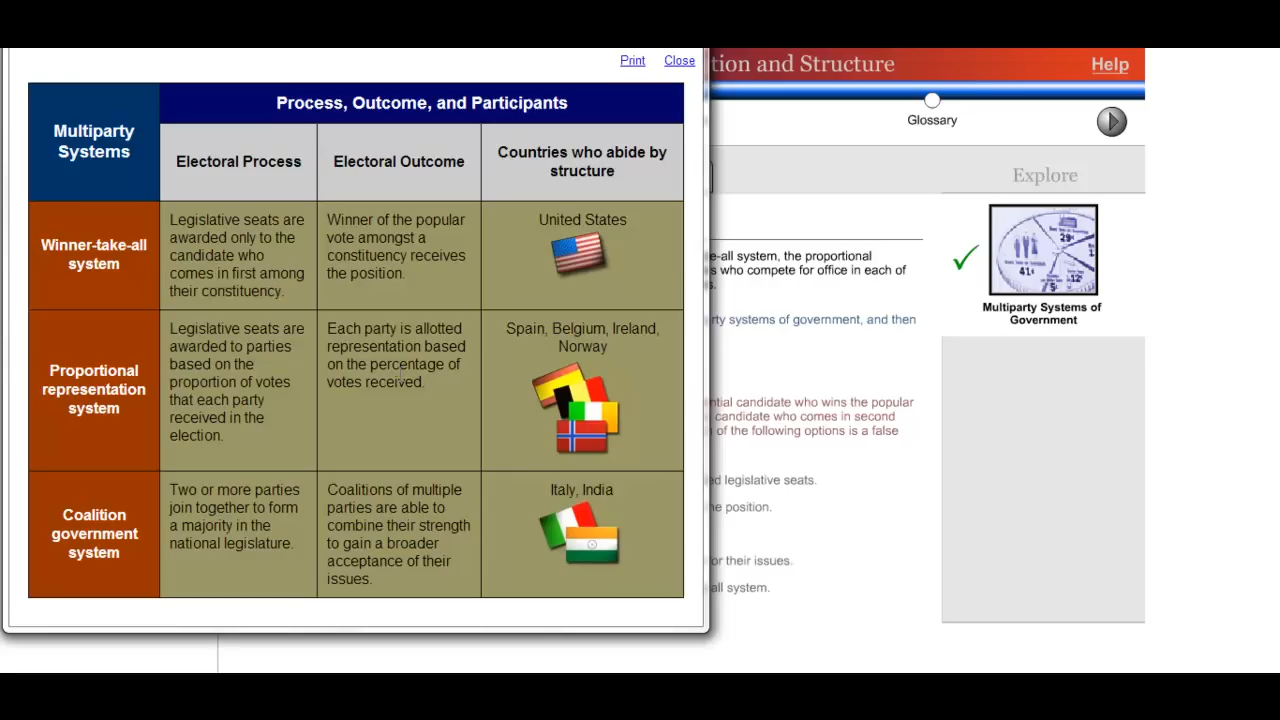 Print Close
tion and Structure
Help
Glossary
Explore
Multiparty
Systems
Process, Outcome, and Participants
Electoral Process
Electoral Outcome
Countries who abide by
structure
Winner-take-all
system
Legislative seats are
awarded only to the
candidate who
comes in first among
their constituency.
Winner of the popular
vote amongst a
constituency receives
the position.
United States
Proportional
representation
system
Legislative seats are
awarded to parties
based on the
proportion of votes
that each party
received in the
election.
Each party is allotted
representation based
on the percentage of
votes received.
Spain, Belgium, Ireland,
Norway
Coalition
government
system
Two or more parties
join together to form
a majority in the
national legislature.
Coalitions of multiple
parties are able to
combine their strength
to gain a broader
acceptance of their
issues.
Italy, India
e-all system, the proportional
s who compete for office in each of
s.
rty systems of government, and then
ntial candidate who wins the popular
candidate who comes in second
of the following options is a false
ed legislative seats.
he position.
for their issues.
all system.
29¢
41¢
12¢
5¢
Multiparty Systems of
Government